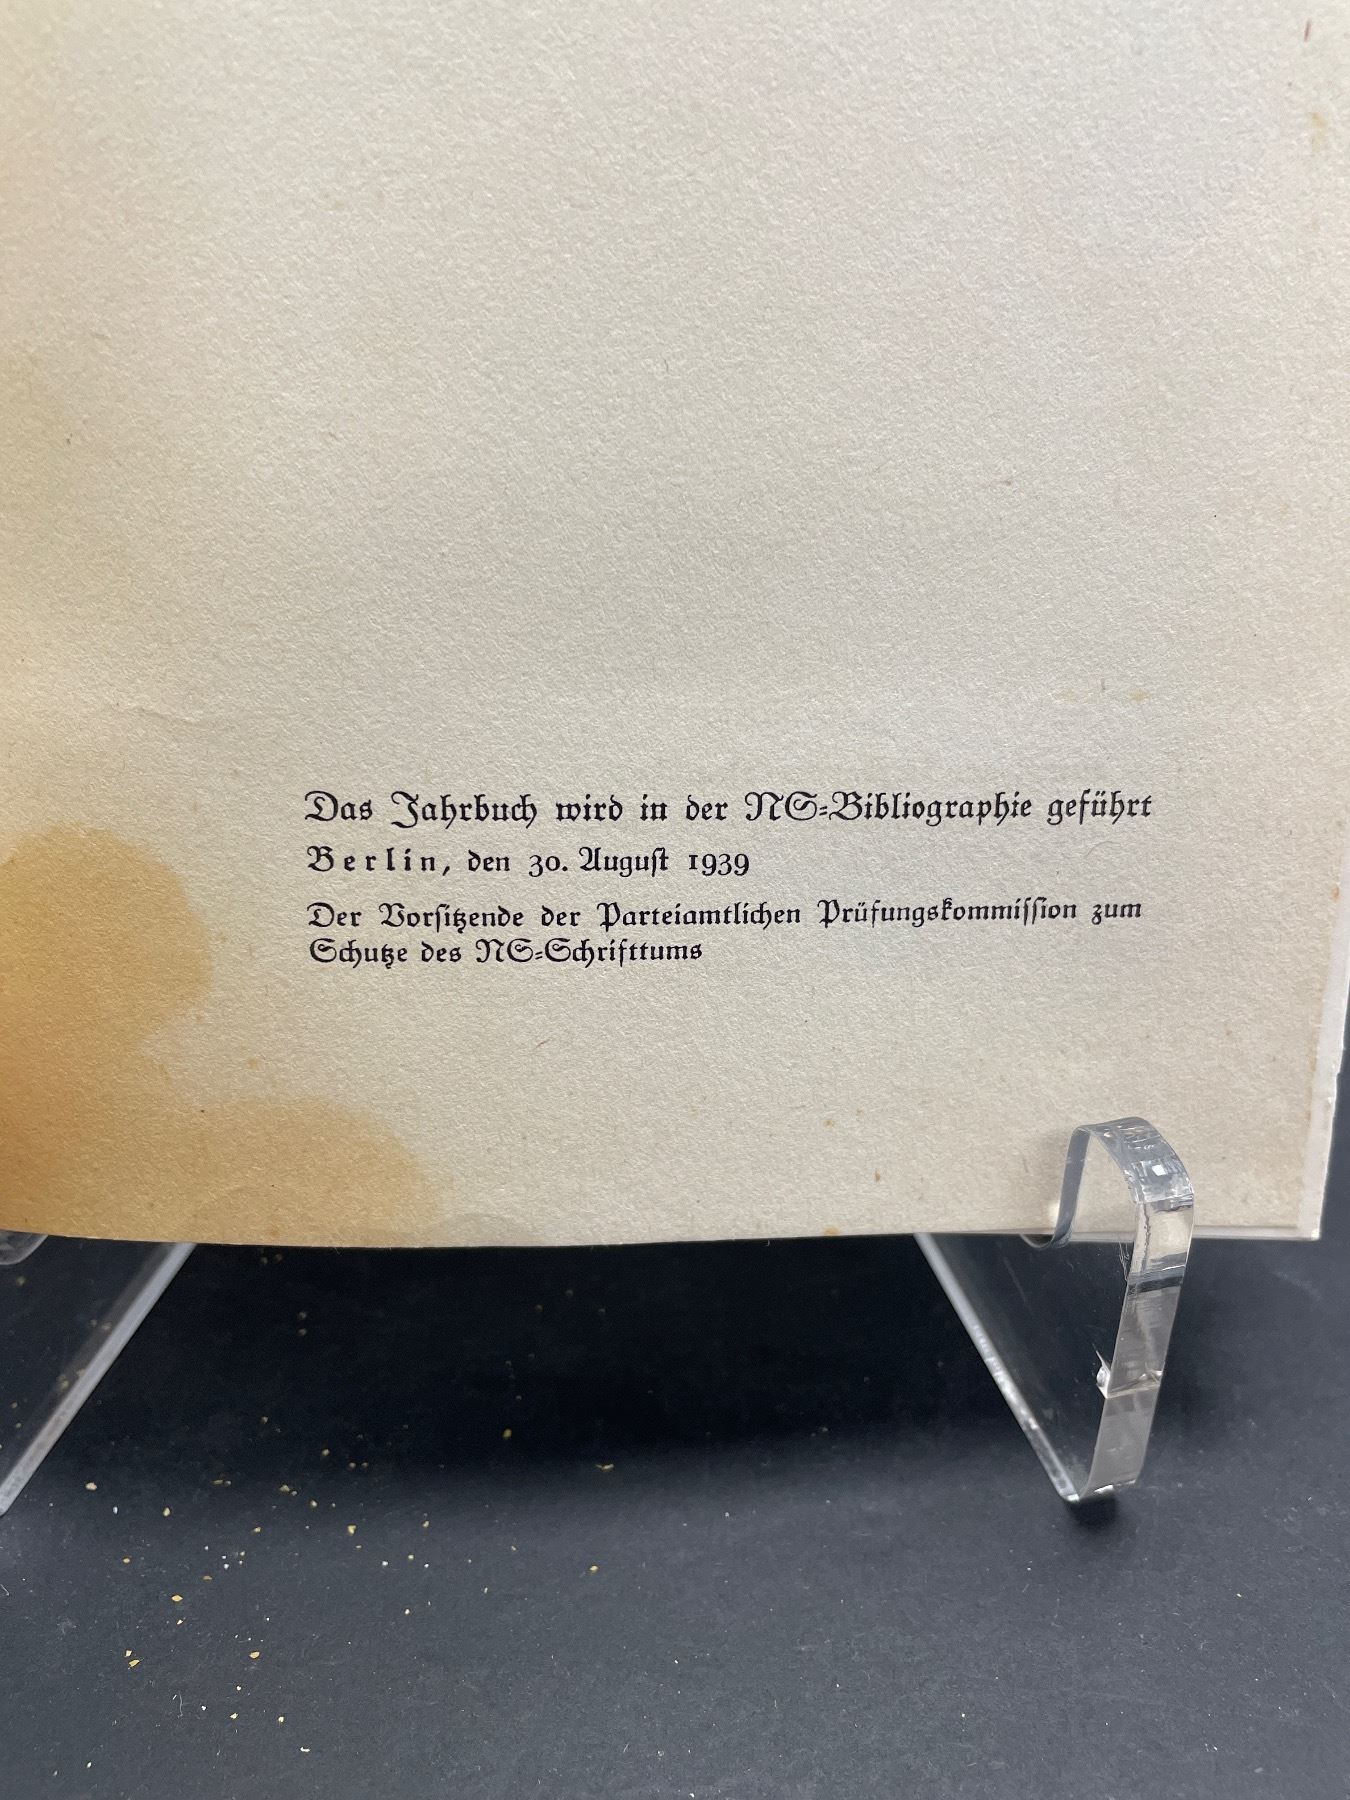 Das Jahrbuch wird in der NS-Bibliographie geführt
Berlin, den 30. August 1939
Der Vorsitzende der Parteiamtlichen Prüfungskommission zum
Schutze des NS-Schrifttums